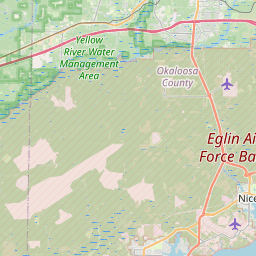 Yellow
River Water
Management
Area
Okaloosa
County
Eglin Ai
Force Ba
Nice